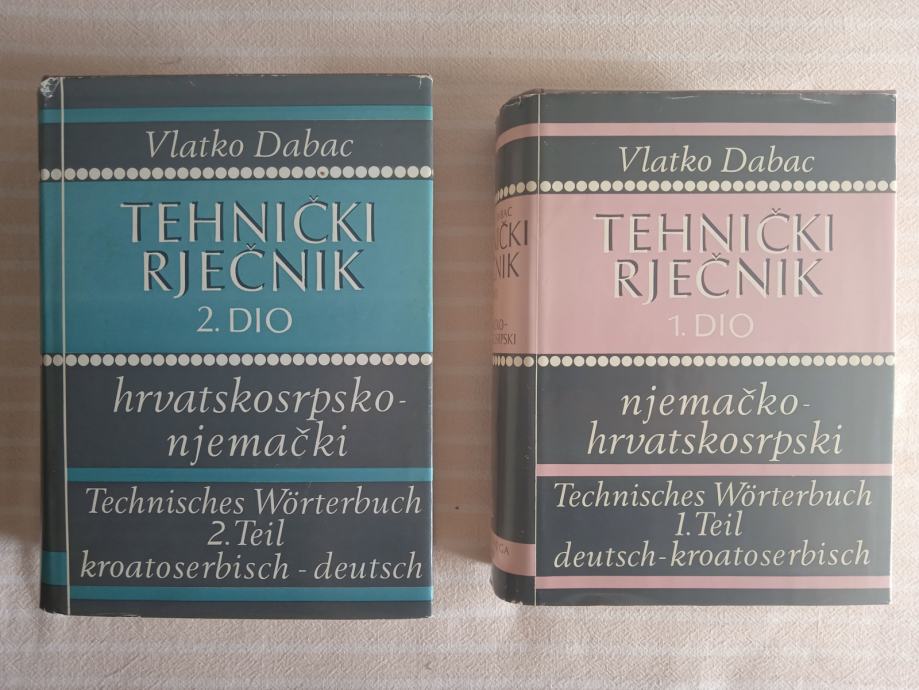 Vlatko Dabac
TEHNIČKI
RJEČNIK
2. DIO
hrvatskosrpsko-
njemački
Technisches Wörterbuch
2. Teil
kroatoserbisch - deutsch
Vlatko Dabac
TEHNIČKI
RJEČNIK
1. DIO
njemačko-
hrvatskosrpski
Technisches Wörterbuch
1. Teil
deutsch-kroatoserbisch